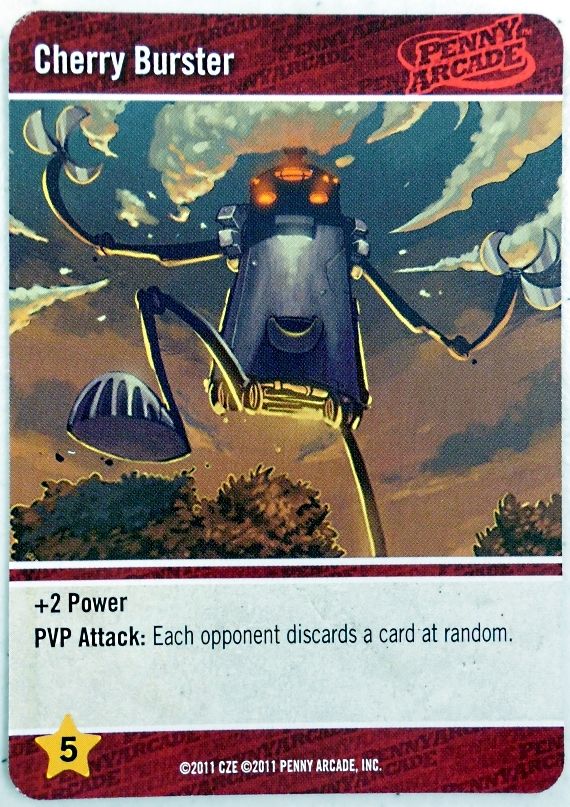 Cherry Burster
PENNY
ARCADE
+2 Power
PVP Attack: Each opponent discards a card at random.
5
©2011 CZE ©2011 PENNY ARCADE, INC.